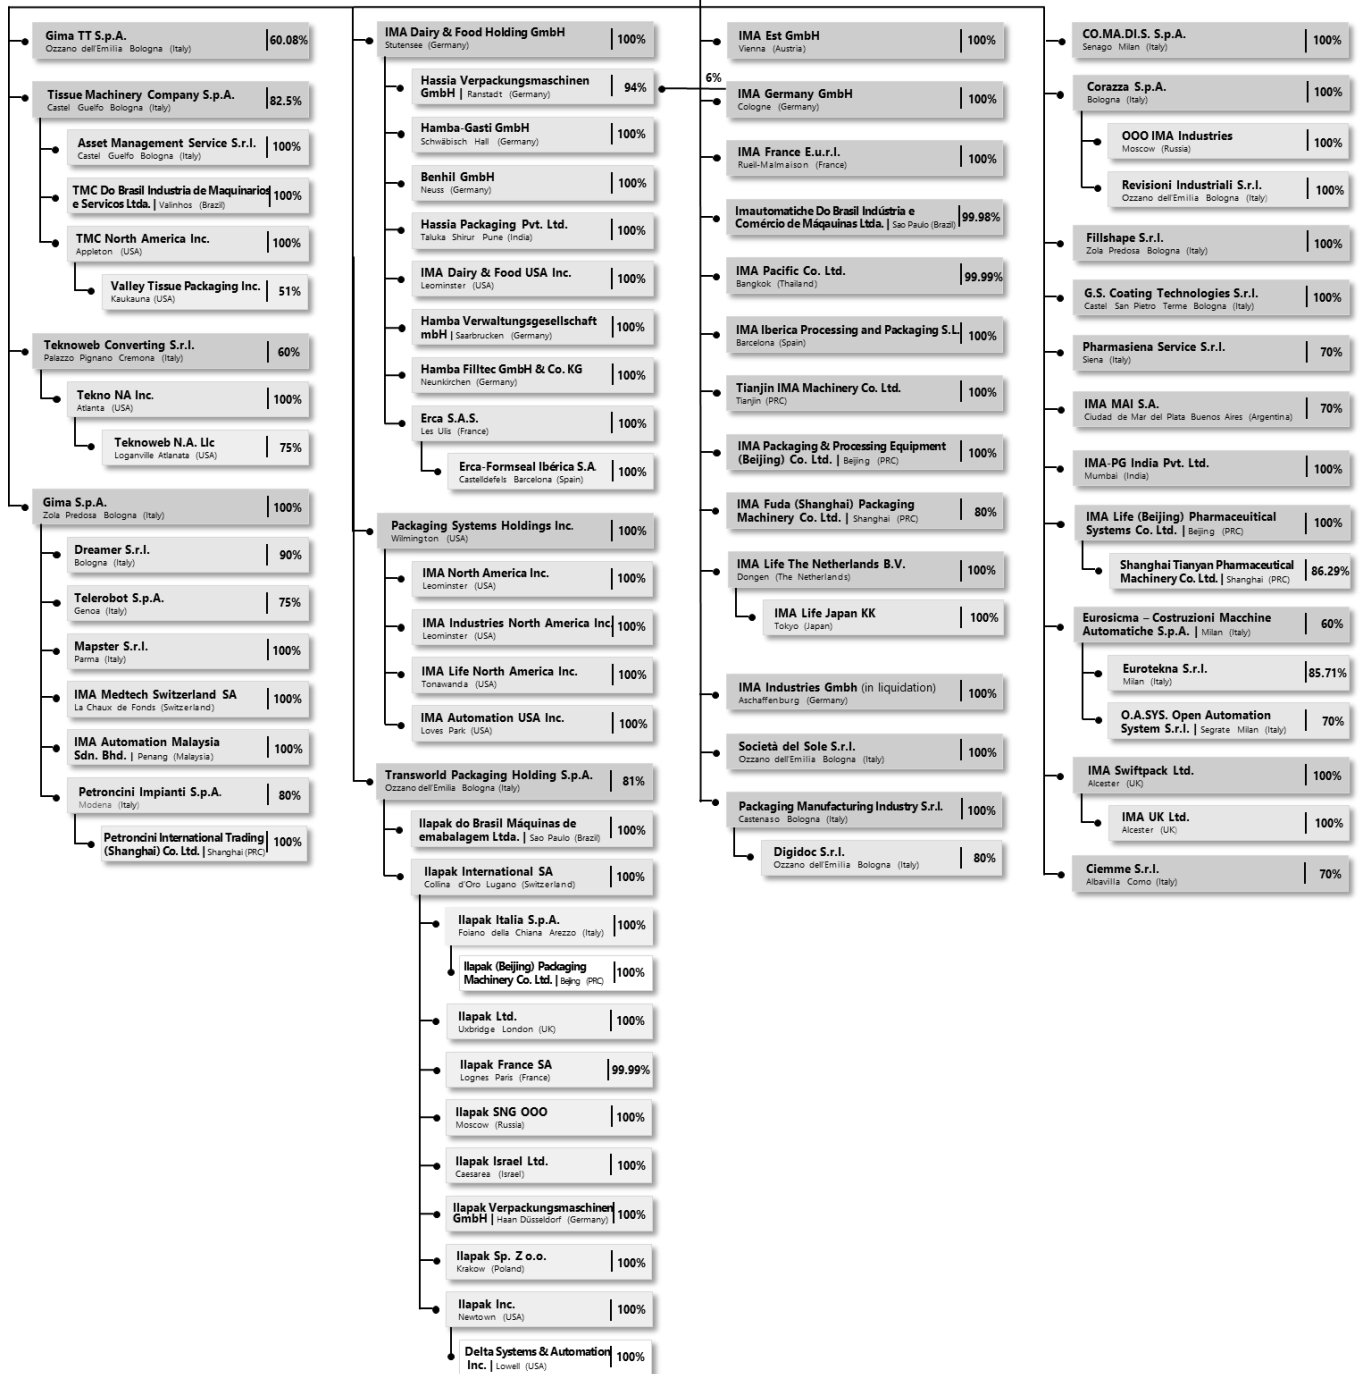 Gima TT S.p.A.
Ozzano dell'Emilia Bologna (Italy)
60.08%
Tissue Machinery Company S.p.A.
Castel Guelfo Bologna (Italy)
82.5%
Asset Management Service S.r.l.
Castel Guelfo Bologna (Italy)
100%
TMC Do Brasil Industria de Maquinarios
e Servicos Ltda. | Valinhos (Brazil)
100%
TMC North America Inc.
Appleton (USA)
100%
Valley Tissue Packaging Inc.
Kaukauna (USA)
51%
Teknoweb Converting S.r.l.
Palazzo Pignano Cremona (Italy)
60%
Tekno NA Inc.
Atlanta (USA)
100%
Teknoweb N.A. Llc
Loganville Atlanata (USA)
75%
Gima S.p.A.
Zola Predosa Bologna (Italy)
100%
Dreamer S.r.l.
Bologna (Italy)
90%
Telerobot S.p.A.
Genoa (Italy)
75%
Mapster S.r.l.
Parma (Italy)
100%
IMA Medtech Switzerland SA
La Chaux de Fonds (Switzerland)
100%
IMA Automation Malaysia
Sdn. Bhd. | Penang (Malaysia)
100%
Petroncini Impianti S.p.A.
Modena (Italy)
80%
Petroncini International Trading
(Shanghai) Co. Ltd. | Shanghai (PRC)
100%
IMA Dairy & Food Holding GmbH
Stutensee (Germany)
100%
Hassia Verpackungsmaschinen
GmbH | Ranstadt (Germany)
94%
6%
Hamba-Gasti GmbH
Schwäbisch Hall (Germany)
100%
Benhil GmbH
Neuss (Germany)
100%
Hassia Packaging Pvt. Ltd.
Taluka Shirur Pune (India)
100%
IMA Dairy & Food USA Inc.
Leominster (USA)
100%
Hamba Verwaltungsgesellschaft
mbH | Saarbrucken (Germany)
100%
Hamba Filltec GmbH & Co. KG
Neunkirchen (Germany)
100%
Erca S.A.S.
Les Ulis (France)
100%
Erca-Formseal Ibérica S.A.
Castelldefels Barcelona (Spain)
100%
Packaging Systems Holdings Inc.
Wilmington (USA)
100%
IMA North America Inc.
Leominster (USA)
100%
IMA Industries North America Inc.
Leominster (USA)
100%
IMA Life North America Inc.
Tonawanda (USA)
100%
IMA Automation USA Inc.
Loves Park (USA)
100%
Transworld Packaging Holding S.p.A.
Ozzano dell'Emilia Bologna (Italy)
81%
Ilapak do Brasil Máquinas de
emabalagem Ltda. | Sao Paulo (Brazil)
100%
Ilapak International SA
Collina d'Oro Lugano (Switzerland)
100%
Ilapak Italia S.p.A.
Foiano della Chiana Arezzo (Italy)
100%
Ilapak (Beijing) Packaging
Machinery Co. Ltd. | Beijing (PRC)
100%
Ilapak Ltd.
Uxbridge London (UK)
100%
Ilapak France SA
Lognes Paris (France)
99.99%
Ilapak SNG OOO
Moscow (Russia)
100%
Ilapak Israel Ltd.
Caesarea (Israel)
100%
Ilapak Verpackungsmaschinen
GmbH | Haan Düsseldorf (Germany)
100%
Ilapak Sp. Z o.o.
Krakow (Poland)
100%
Ilapak Inc.
Newtown (USA)
100%
Delta Systems & Automation
Inc. | Lowell (USA)
100%
IMA Est GmbH
Vienna (Austria)
100%
IMA Germany GmbH
Cologne (Germany)
100%
IMA France E.u.r.l.
Rueil-Malmaison (France)
100%
Imautomatiche Do Brasil Indústria e
Comércio de Máqauinas Ltda. | Sao Paulo (Brazil)
99.98%
IMA Pacific Co. Ltd.
Bangkok (Thailand)
99.99%
IMA Iberica Processing and Packaging S.L.
Barcelona (Spain)
100%
Tianjin IMA Machinery Co. Ltd.
Tianjin (PRC)
100%
IMA Packaging & Processing Equipment
(Beijing) Co. Ltd. | Beijing (PRC)
100%
IMA Fuda (Shanghai) Packaging
Machinery Co. Ltd. | Shanghai (PRC)
80%
IMA Life The Netherlands B.V.
Dongen (The Netherlands)
100%
IMA Life Japan KK
Tokyo (Japan)
100%
IMA Industries Gmbh (in liquidation)
Aschaffenburg (Germany)
100%
Società del Sole S.r.l.
Ozzano dell'Emilia Bologna (Italy)
100%
Packaging Manufacturing Industry S.r.l.
Castenaso Bologna (Italy)
100%
Digidoc S.r.l.
Ozzano dell'Emilia Bologna (Italy)
80%
CO.MA.DI.S. S.p.A.
Senago Milan (Italy)
100%
Corazza S.p.A.
Bologna (Italy)
100%
OOO IMA Industries
Moscow (Russia)
100%
Revisioni Industriali S.r.l.
Ozzano dell'Emilia Bologna (Italy)
100%
Fillshape S.r.l.
Zola Predosa Bologna (Italy)
100%
G.S. Coating Technologies S.r.l.
Castel San Pietro Terme Bologna (Italy)
100%
Pharmasiena Service S.r.l.
Siena (Italy)
70%
IMA MAI S.A.
Ciudad de Mar del Plata Buenos Aires (Argentina)
70%
IMA-PG India Pvt. Ltd.
Mumbai (India)
100%
IMA Life (Beijing) Pharmaceuitical
Systems Co. Ltd. | Beijing (PRC)
100%
Shanghai Tianyan Pharmaceutical
Machinery Co. Ltd. | Shanghai (PRC)
86.29%
Eurosicma – Costruzioni Macchine
Automatiche S.p.A. | Milan (Italy)
60%
Eurotekna S.r.l.
Milan (Italy)
85.71%
O.A.SYS. Open Automation
System S.r.l. | Segrate Milan (Italy)
70%
IMA Swiftpack Ltd.
Alcester (UK)
100%
IMA UK Ltd.
Alcester (UK)
100%
Ciemme S.r.l.
Albavilla Como (Italy)
70%